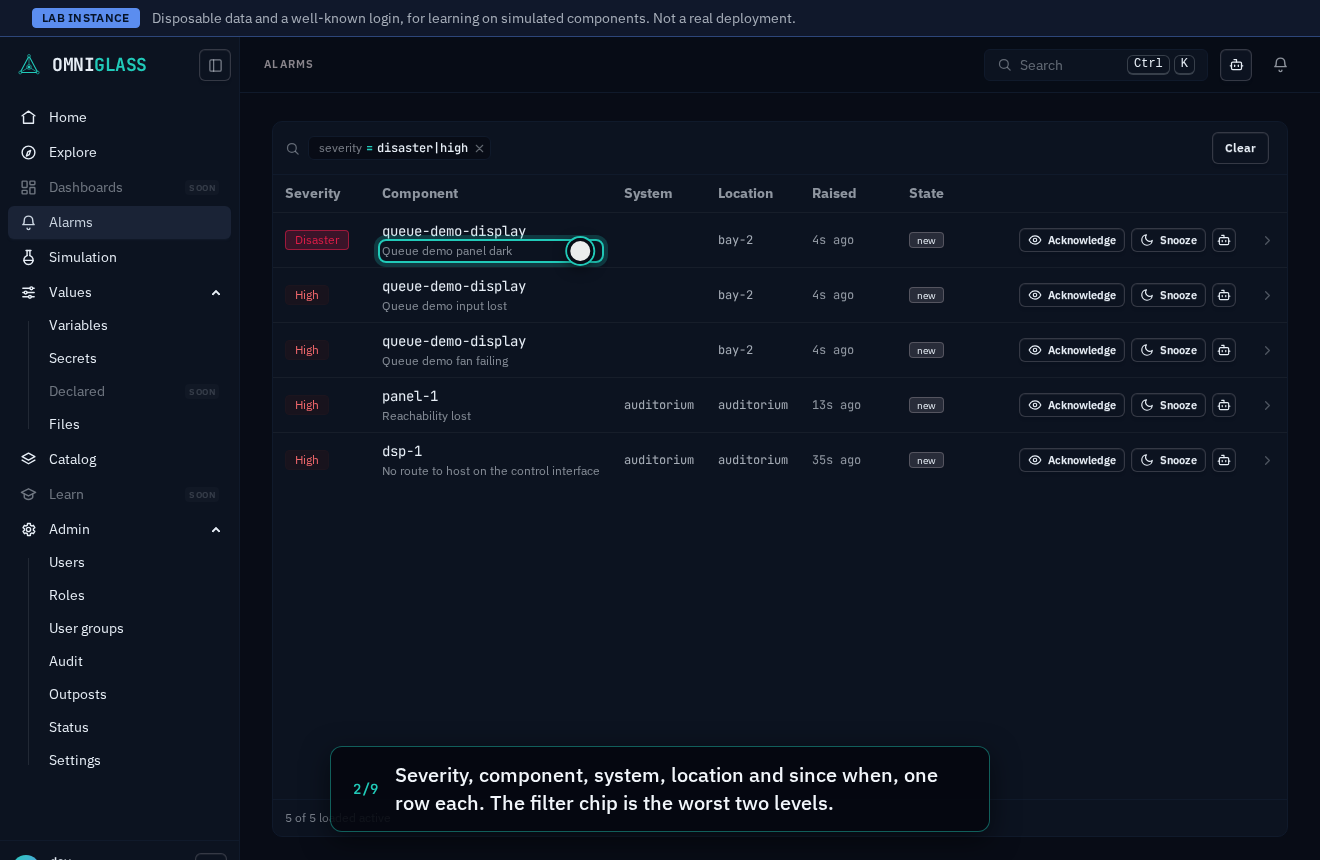 LAB INSTANCE Disposable data and a well-known login, for learning on simulated components. Not a real deployment.
OMNIGLASS
ALARMS
Search Ctrl K
Home
Explore
Dashboards SOON
Alarms
Simulation
Values
Variables
Secrets
Declared SOON
Files
Catalog
Learn SOON
Admin
Users
Roles
User groups
Audit
Outposts
Status
Settings
severity = disaster|high
Clear
Severity Component System Location Raised State
Disaster queue-demo-display bay-2 4s ago new Acknowledge Snooze
Queue demo panel dark
High queue-demo-display bay-2 4s ago new Acknowledge Snooze
Queue demo input lost
High queue-demo-display bay-2 4s ago new Acknowledge Snooze
Queue demo fan failing
High panel-1 auditorium auditorium 13s ago new Acknowledge Snooze
Reachability lost
High dsp-1 auditorium auditorium 35s ago new Acknowledge Snooze
No route to host on the control interface
2/9 Severity, component, system, location and since when, one
row each. The filter chip is the worst two levels.
5 of 5 loaded active